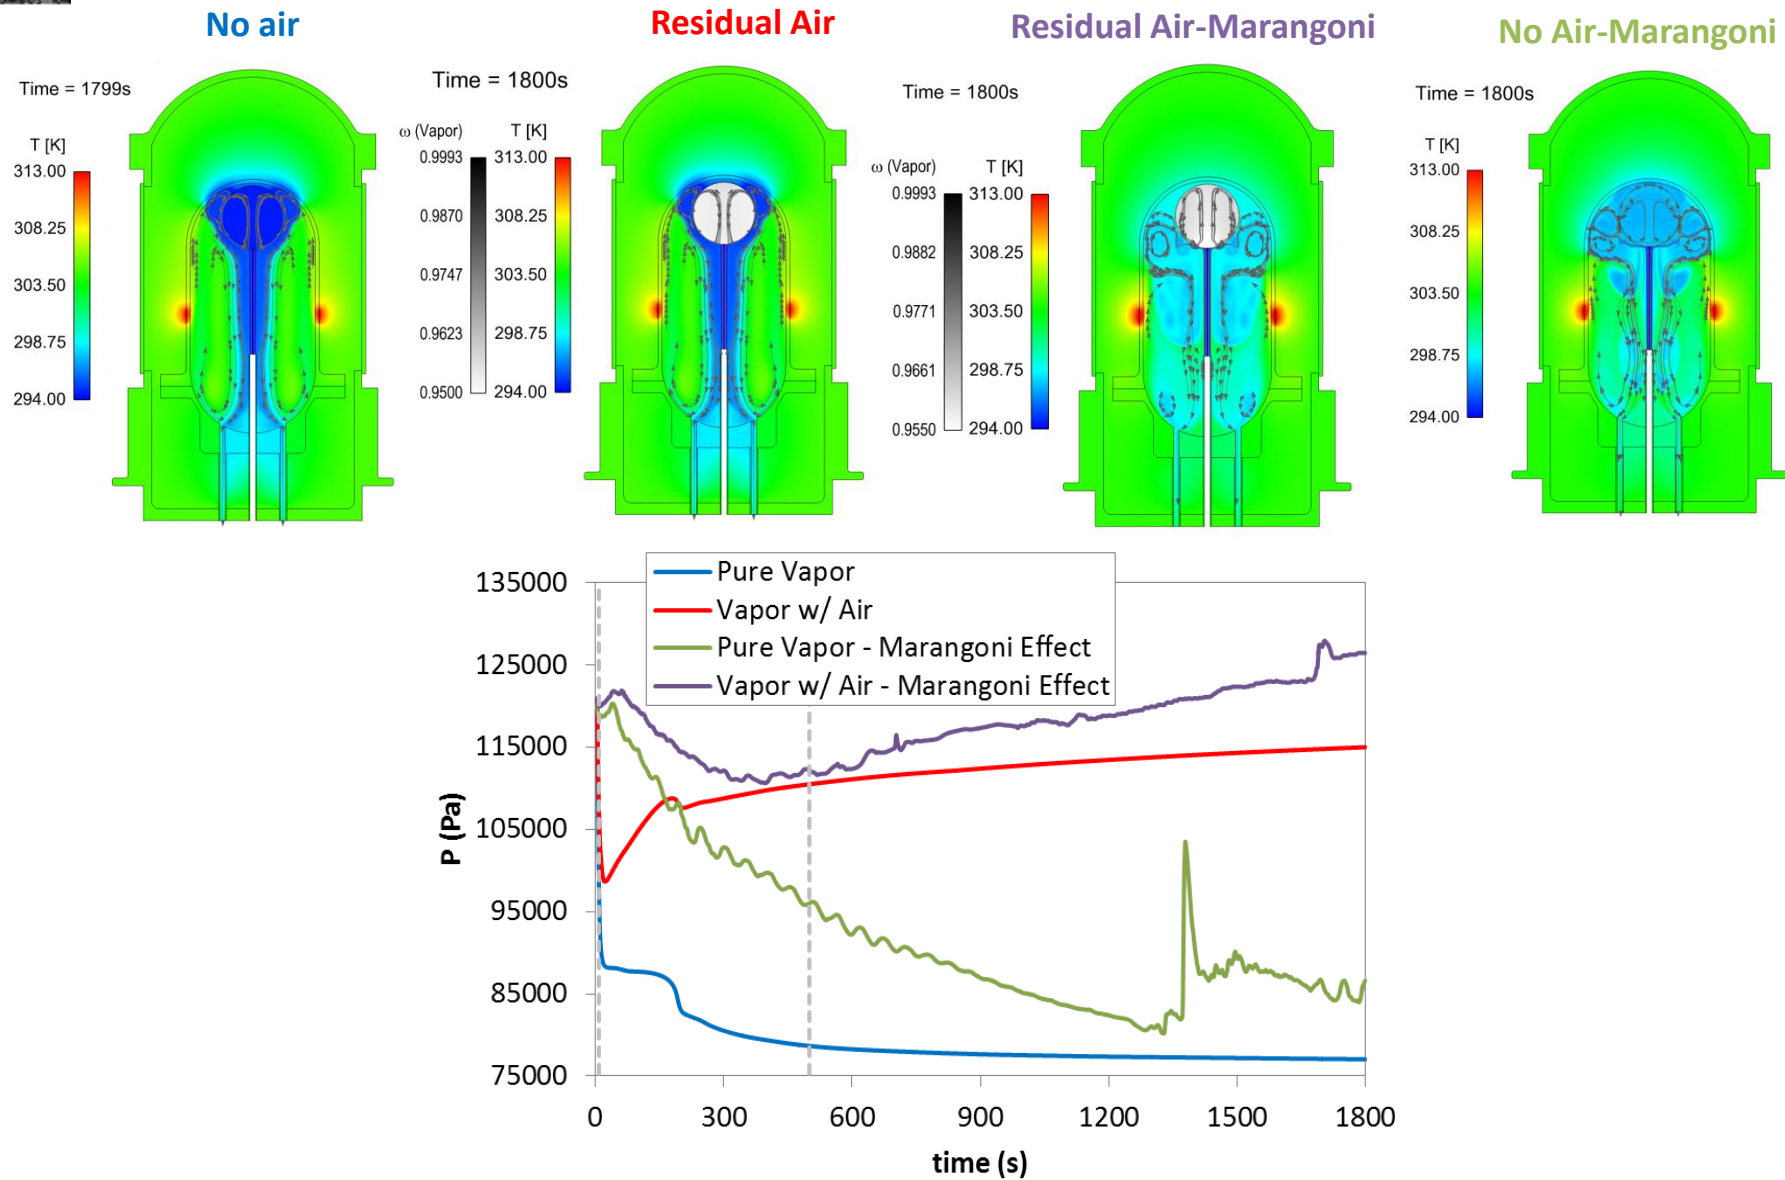 No air
Residual Air
Residual Air-Marangoni
No Air-Marangoni
Time = 1799s
T [K]
313.00
308.25
303.50
298.75
294.00
Time = 1800s
ω (Vapor)
T [K]
0.9993
0.9870
0.9747
0.9623
0.9500
313.00
308.25
303.50
298.75
294.00
Time = 1800s
ω (Vapor)
T [K]
0.9993
0.9882
0.9771
0.9661
0.9550
313.00
308.25
303.50
298.75
294.00
Time = 1800s
T [K]
313.00
308.25
303.50
298.75
294.00
Pure Vapor
Vapor w/ Air
Pure Vapor - Marangoni Effect
Vapor w/ Air - Marangoni Effect
P (Pa)
135000
125000
115000
105000
95000
85000
75000
0
300
600
900
1200
1500
1800
time (s)